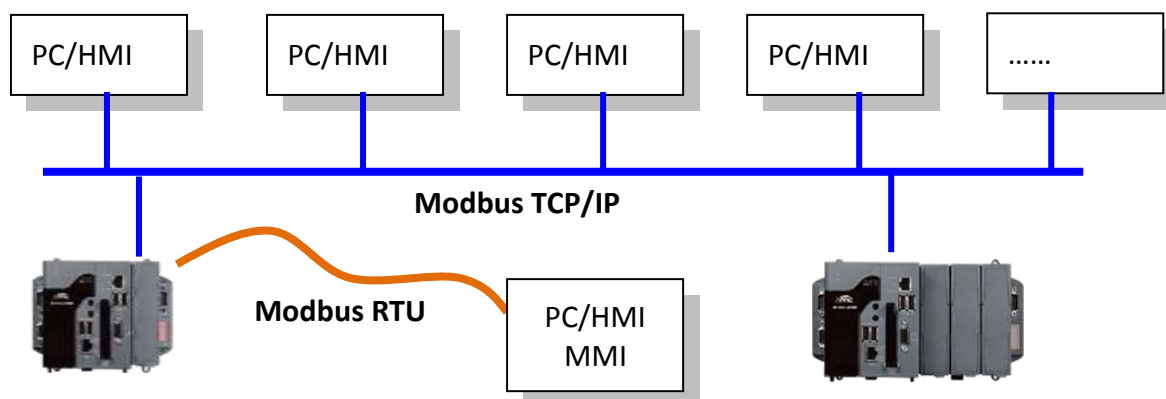 PC/HMI
PC/HMI
PC/HMI
PC/HMI
......
Modbus TCP/IP
Modbus RTU
PC/HMI
MMI